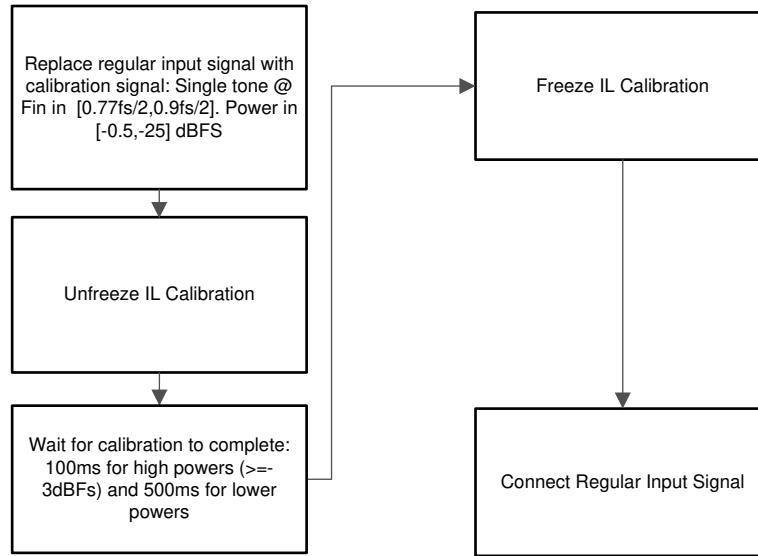 Replace regular input signal with
calibration signal: Single tone @
Fin in  [0.77fs/2,0.9fs/2]. Power in
[-0.5,-25] dBFS
Unfreeze IL Calibration
Wait for calibration to complete:
100ms for high powers (>=-
3dBFs) and 500ms for lower
powers
Freeze IL Calibration
Connect Regular Input Signal